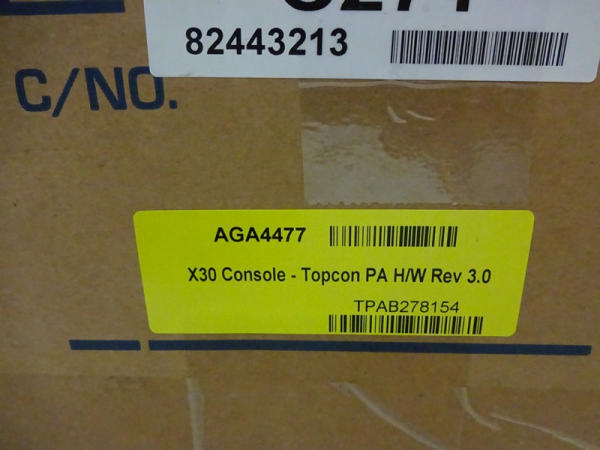 82443213
C/NO.
AGA4477
X30 Console - Topcon PA H/W Rev 3.0
TPAB278154